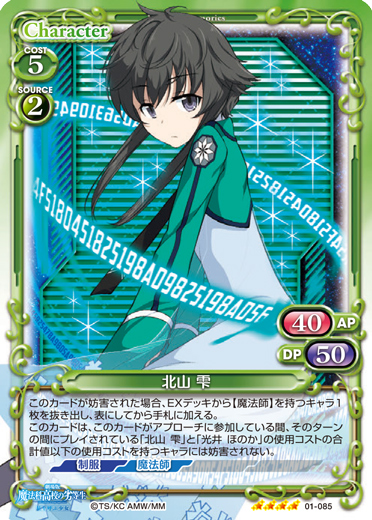 Character
COST
5
SOURCE
2
4F5180451825198A09825198A05F
40 AP
DP 50
北山 雫
このカードが妨害された場合、EXデッキから【魔法師】を持つキャラ1
枚を抜き出し、表にしてから手札に加える。
このカードは、このカードがアプローチに参加している間、そのターン
の間にプレイされている「北山 雫」と「光井 ほのか」の使用コストの合
計値以下の使用コストを持つキャラには妨害されない。
制服 魔法師
魔法科高校の劣等生
01-085
©TS/KC AMW/MM